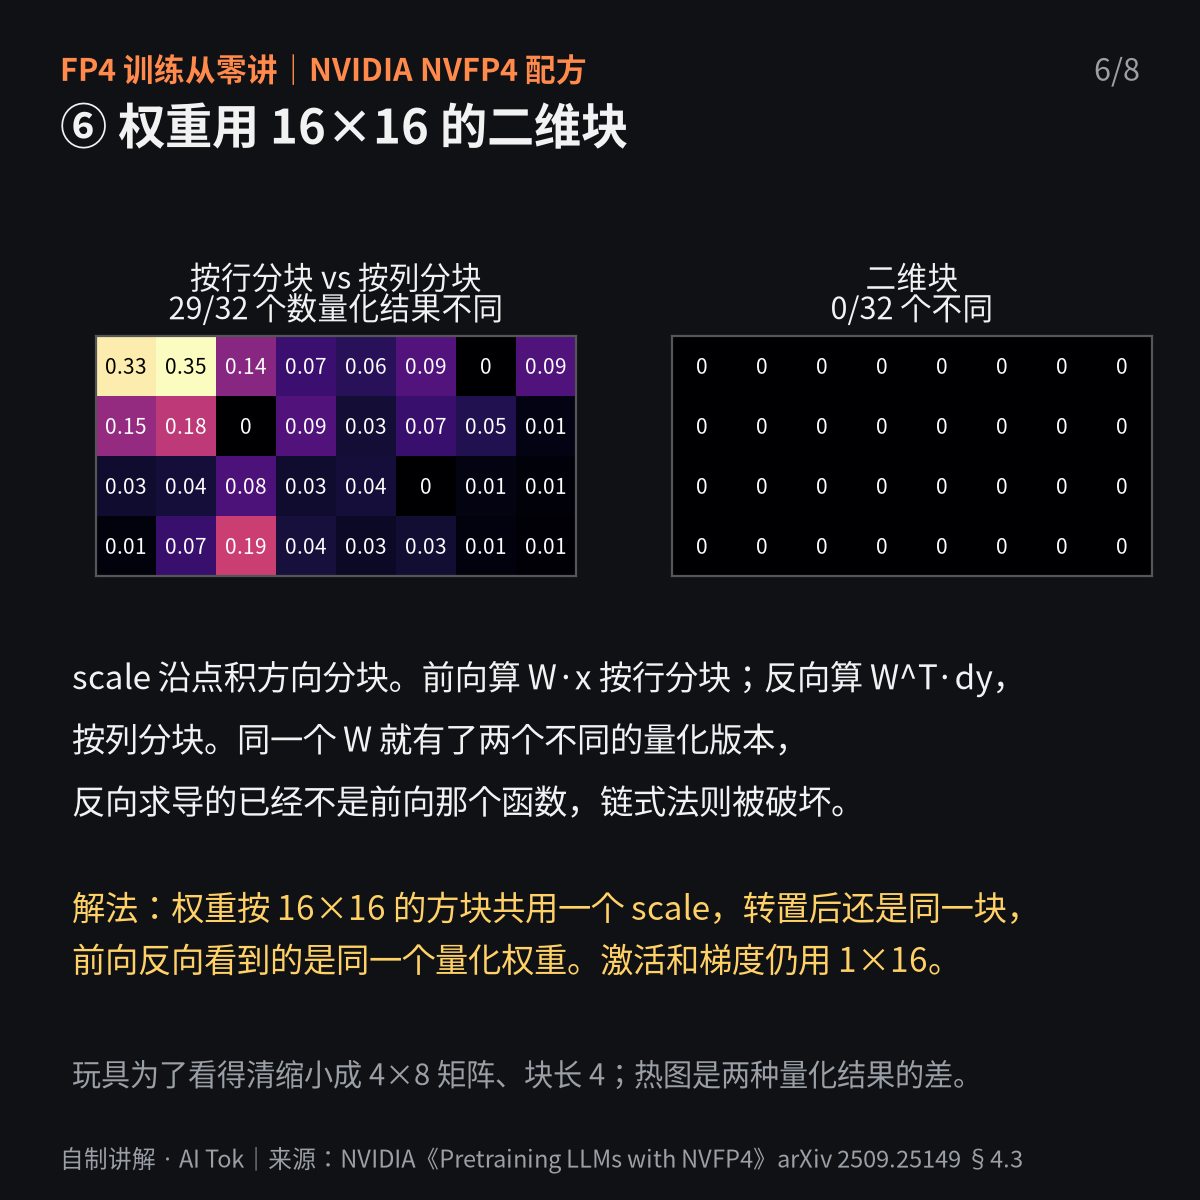 FP4 训练从零讲｜NVIDIA NVFP4 配方
6/8
⑥ 权重用 16×16 的二维块
按行分块 vs 按列分块
29/32 个数量化结果不同
0.33 0.35 0.14 0.07 0.06 0.09 0 0.09
0.15 0.18 0 0.09 0.03 0.07 0.05 0.01
0.03 0.04 0.08 0.03 0.04 0 0.01 0.01
0.01 0.07 0.19 0.04 0.03 0.03 0.01 0.01
二维块
0/32 个不同
0 0 0 0 0 0 0 0
0 0 0 0 0 0 0 0
0 0 0 0 0 0 0 0
0 0 0 0 0 0 0 0
scale 沿点积方向分块。前向算 W·x 按行分块；反向算 W^T·dy，
按列分块。同一个 W 就有了两个不同的量化版本，
反向求导的已经不是前向那个函数，链式法则被破坏。
解法：权重按 16×16 的方块共用一个 scale，转置后还是同一块，
前向反向看到的是同一个量化权重。激活和梯度仍用 1×16。
玩具为了看得清缩小成 4×8 矩阵、块长 4；热图是两种量化结果的差。
自制讲解 · AI Tok｜来源：NVIDIA《Pretraining LLMs with NVFP4》arXiv 2509.25149 §4.3